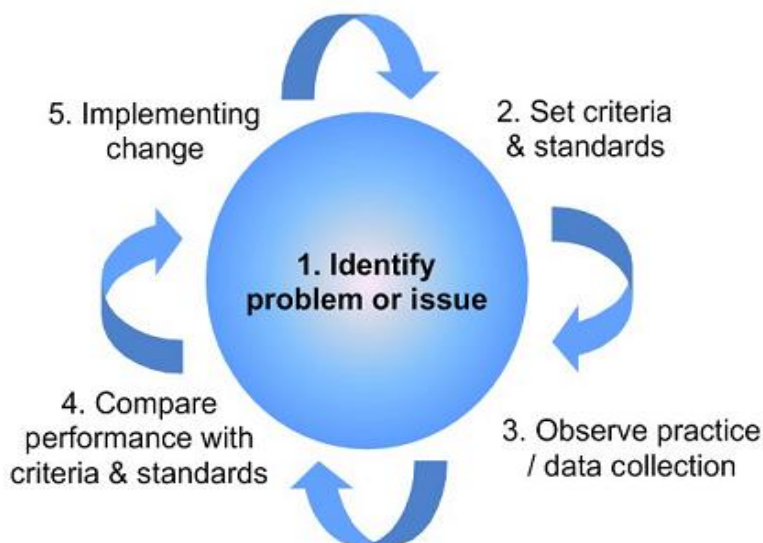 1. Identify
problem or issue
2. Set criteria
& standards
3. Observe practice
/ data collection
4. Compare
performance with
criteria & standards
5. Implementing
change